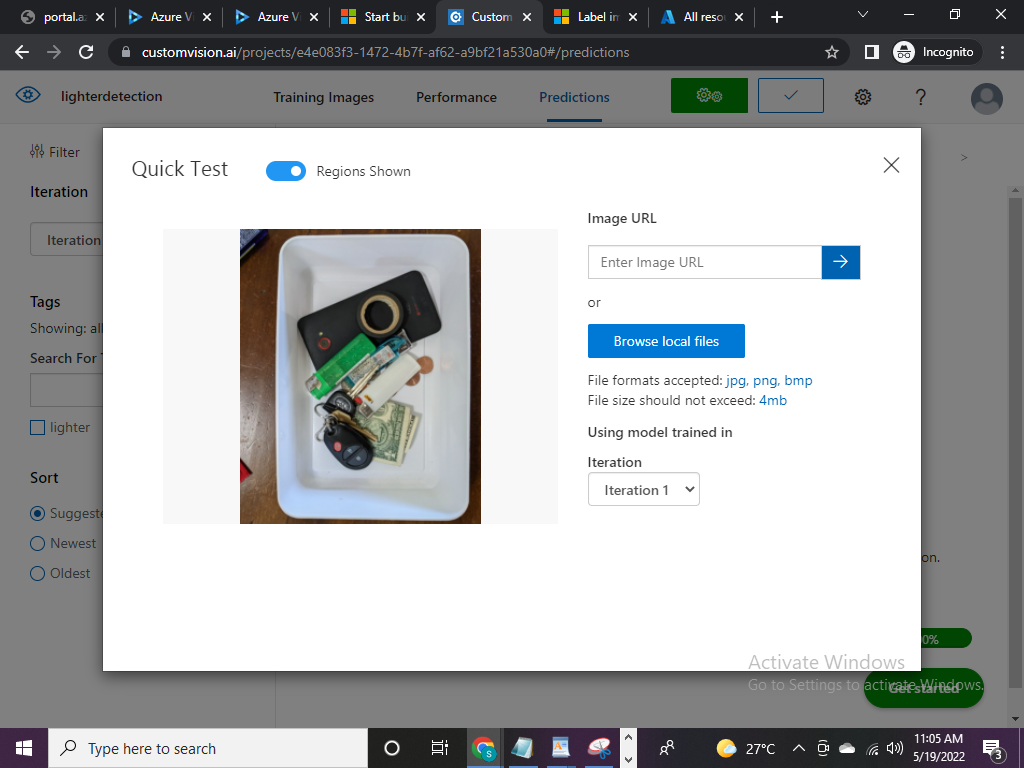 portal.az
Azure Vi
Azure Vi
Start bu
Custom
Label im
All reso
customvision.ai/projects/e4e083f3-1472-4b7f-af62-a9bf21a530a0#/predictions
Incognito
lighterdetection
Training Images
Performance
Predictions
?
Filter
Iteration
Iteration
Tags
Showing: all
Search For T
lighter
Sort
Suggeste
Newest
Oldest
Quick Test
Regions Shown
Image URL
Enter Image URL
or
Browse local files
File formats accepted: jpg, png, bmp
File size should not exceed: 4mb
Using model trained in
Iteration
Iteration 1
on.
0%
Get started
Activate Windows
Go to Settings to activate Windows.
Type here to search
S
27°C
11:05 AM
5/19/2022
3